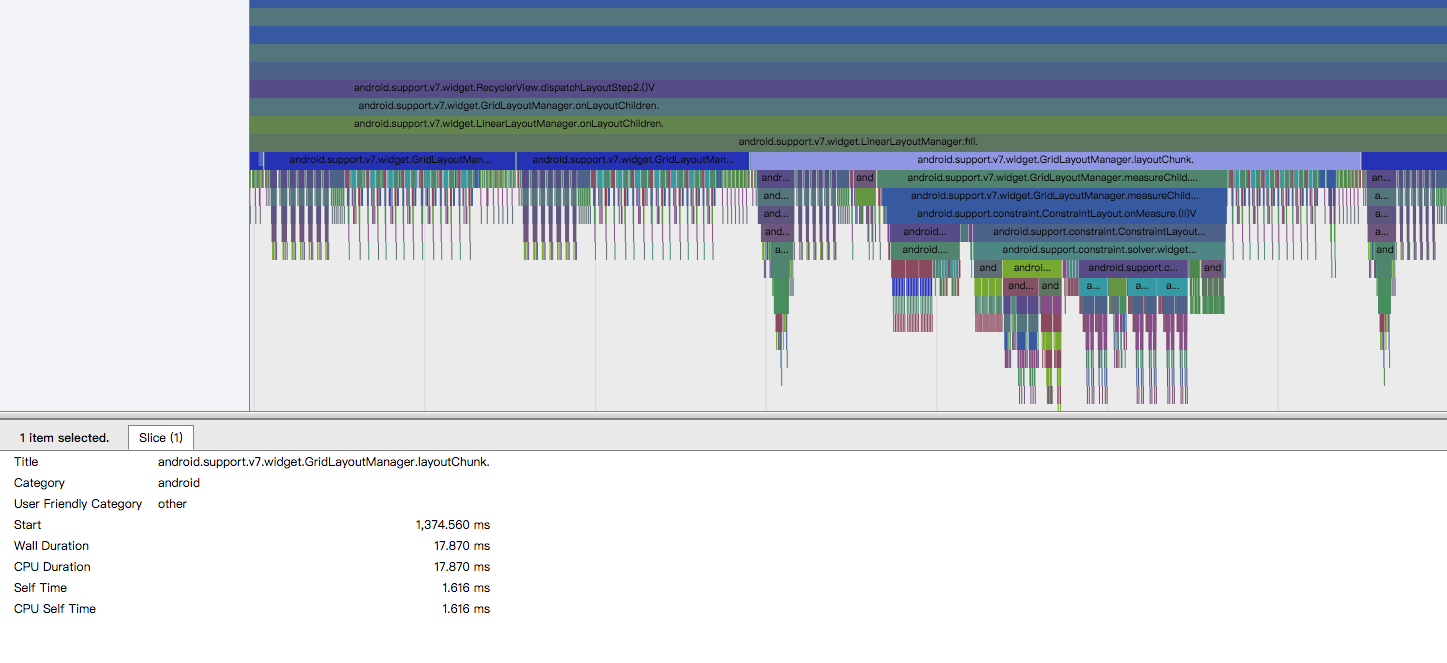 android.support.v7.widget.RecyclerView.dispatchLayoutStep2.()V
android.support.v7.widget.GridLayoutManager.onLayoutChildren.
android.support.v7.widget.LinearLayoutManager.onLayoutChildren.
android.support.v7.widget.LinearLayoutManager.fill.
android.support.v7.widget.GridLayoutMan... android.support.v7.widget.GridLayoutMan... android.support.v7.widget.GridLayoutManager.layoutChunk.
andr... and android.support.v7.widget.GridLayoutManager.measureChild.... an...
and... android.support.v7.widget.GridLayoutManager.measureChild... a...
and... android.support.constraint.ConstraintLayout.onMeasure.(II)V a...
and... android... android.support.constraint.ConstraintLayout... a...
a... android.... android.support.constraint.solver.widget... and
and androi... android.support.c... and
and... and a... a... a...
1 item selected. Slice (1)
Title android.support.v7.widget.GridLayoutManager.layoutChunk.
Category android
User Friendly Category other
Start 1,374.560 ms
Wall Duration 17.870 ms
CPU Duration 17.870 ms
Self Time 1.616 ms
CPU Self Time 1.616 ms